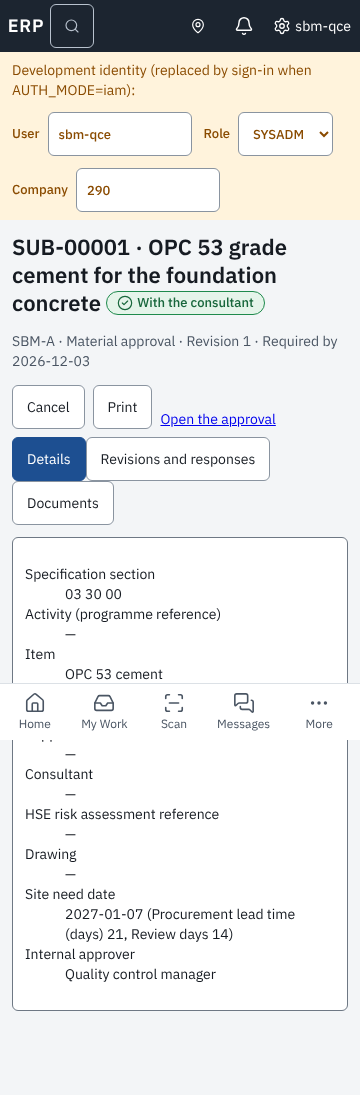 ERP
sbm-qce
Development identity (replaced by sign-in when
AUTH_MODE=iam):
User sbm-qce Role SYSADM
Company 290
SUB-00001 · OPC 53 grade
cement for the foundation
concrete With the consultant
SBM-A · Material approval · Revision 1 · Required by
2026-12-03
Cancel Print Open the approval
Details Revisions and responses
Documents
Specification section
03 30 00
Activity (programme reference)
—
Item
OPC 53 cement
Home My Work Scan Messages More
—
Consultant
—
HSE risk assessment reference
—
Drawing
—
Site need date
2027-01-07 (Procurement lead time
(days) 21, Review days 14)
Internal approver
Quality control manager